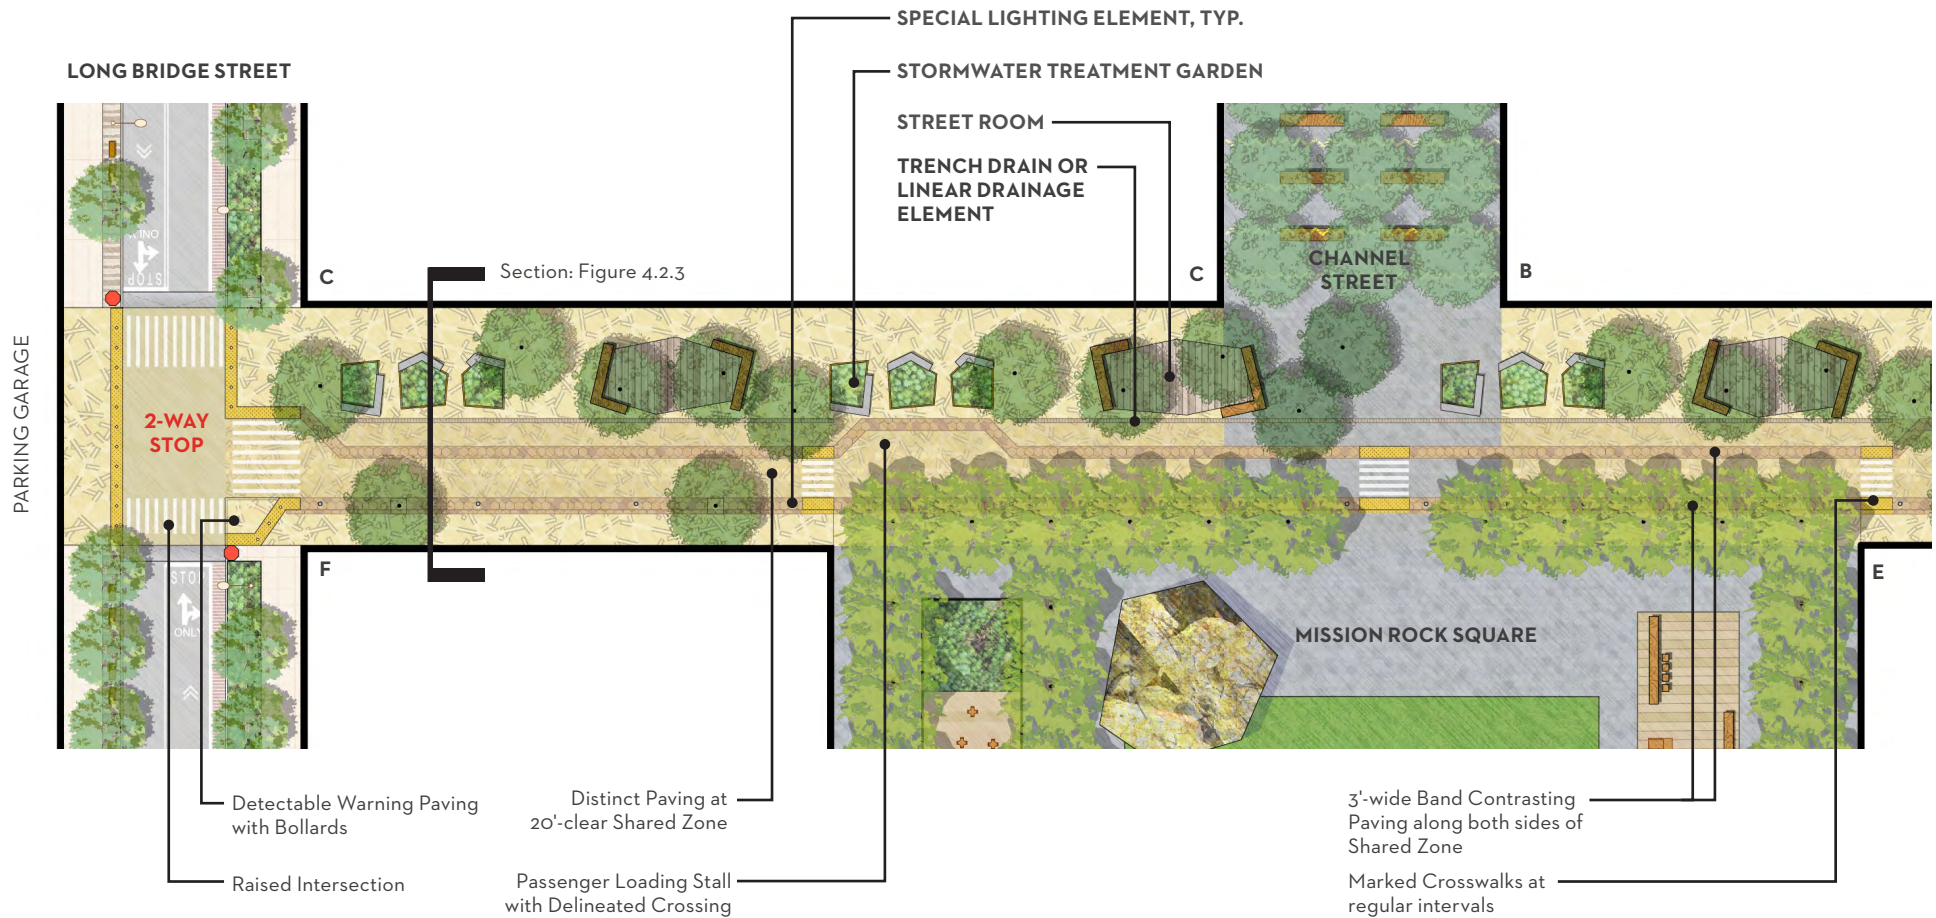 SPECIAL LIGHTING ELEMENT, TYP.
LONG BRIDGE STREET
STORMWATER TREATMENT GARDEN
STREET ROOM
TRENCH DRAIN OR
LINEAR DRAINAGE
ELEMENT
ONLY
STOP
C
Section: Figure 4.2.3
C
CHANNEL
STREET
B
PARKING GARAGE
2-WAY
STOP
F
STOP
ONLY
E
MISSION ROCK SQUARE
Detectable Warning Paving
with Bollards
Raised Intersection
Distinct Paving at
20'-clear Shared Zone
Passenger Loading Stall
with Delineated Crossing
3'-wide Band Contrasting
Paving along both sides of
Shared Zone
Marked Crosswalks at
regular intervals